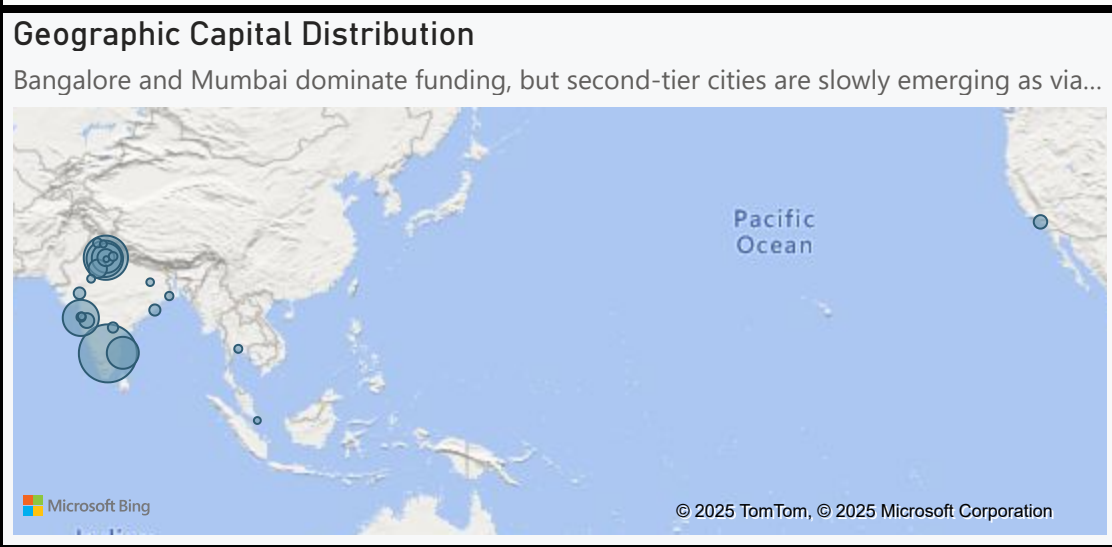 Geographic Capital Distribution
Bangalore and Mumbai dominate funding, but second-tier cities are slowly emerging as via...
Pacific
Ocean
Microsoft Bing
© 2025 TomTom, © 2025 Microsoft Corporation